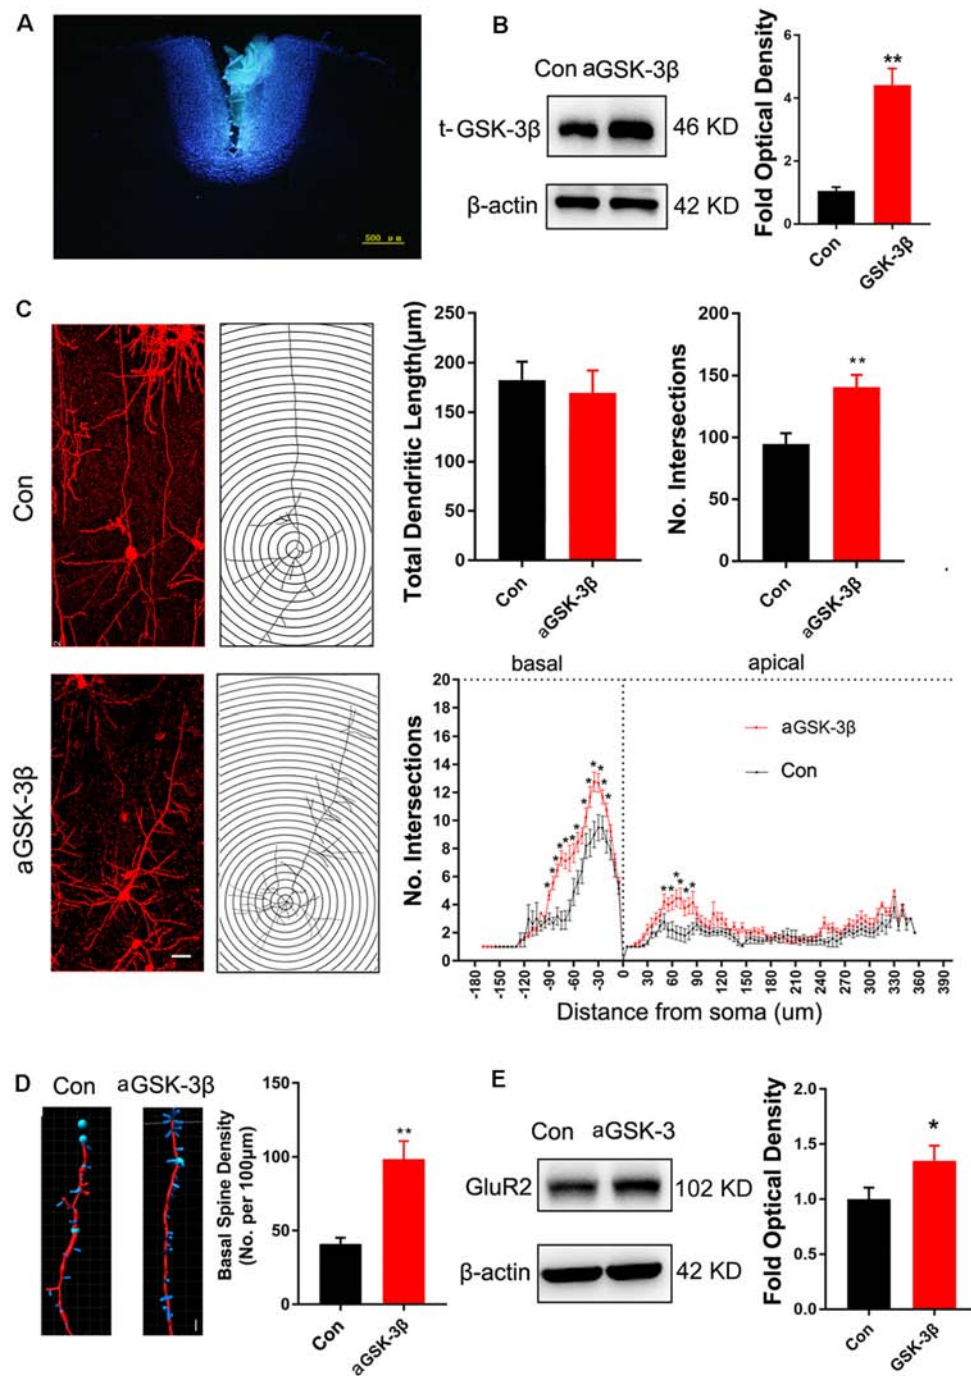 A
500 μm
B
Con aGSK-3β
t-GSK-3β
46 KD
β-actin
42 KD
Fold Optical Density
6
4
2
0
**
Con
GSK-3β
C
Con
aGSK-3β
Total Dendritic Length(μm)
250
200
150
100
50
0
Con
aGSK-3β
No. Intersections
200
150
100
50
0
**
Con
aGSK-3β
basal
apical
No. Intersections
20
18
16
14
12
10
8
6
4
2
0
aGSK-3β
Con
-180 -150 -120 -90 -60 -30 0 30 60 90 120 150 180 210 240 270 300 330 360 390
Distance from soma (um)
D
Con aGSK-3β
Basal Spine Density
(No. per 100μm)
150
100
50
0
**
Con
aGSK-3β
E
Con aGSK-3
GluR2
102 KD
β-actin
42 KD
Fold Optical Density
2.0
1.5
1.0
0.5
0.0
*
Con
GSK-3β